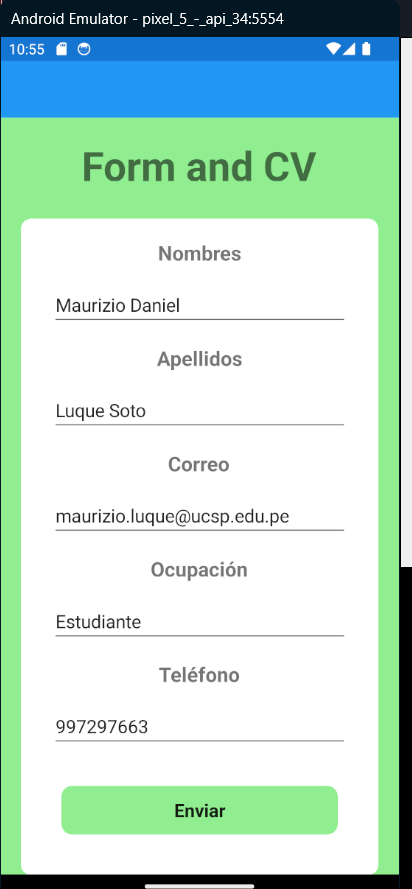 Android Emulator - pixel_5_-_api_34:5554
10:55
Form and CV
Nombres
Maurizio Daniel
Apellidos
Luque Soto
Correo
maurizio.luque@ucsp.edu.pe
Ocupación
Estudiante
Teléfono
997297663
Enviar